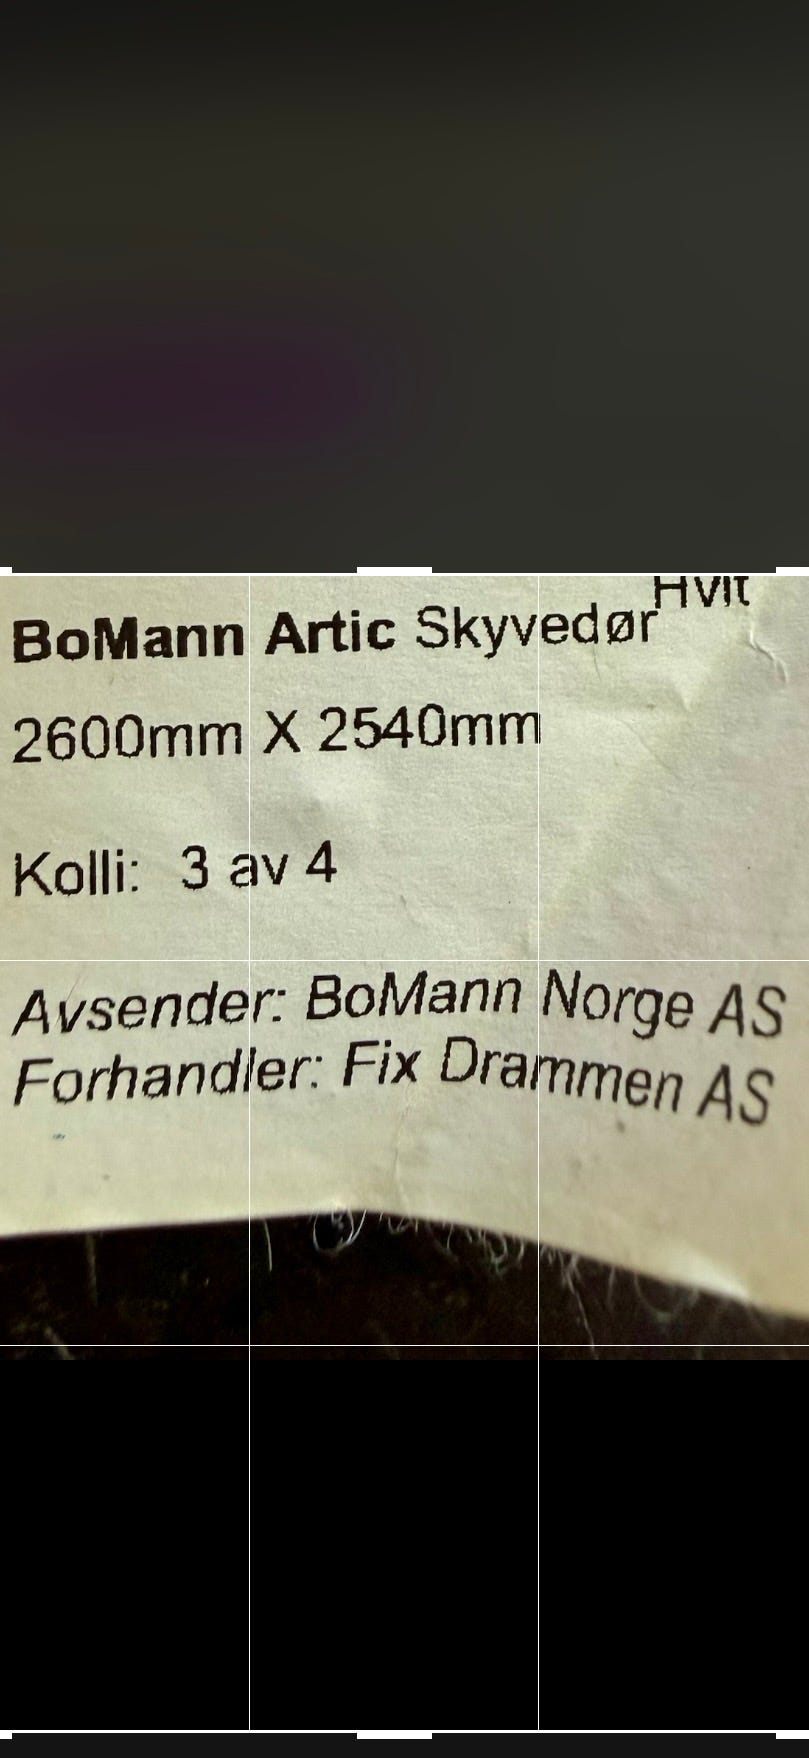 Hvit
BoMann Artic Skyvedør
2600mm X 2540mm
Kolli: 3 av 4
Avsender: BoMann Norge AS
Forhandler: Fix Drammen AS